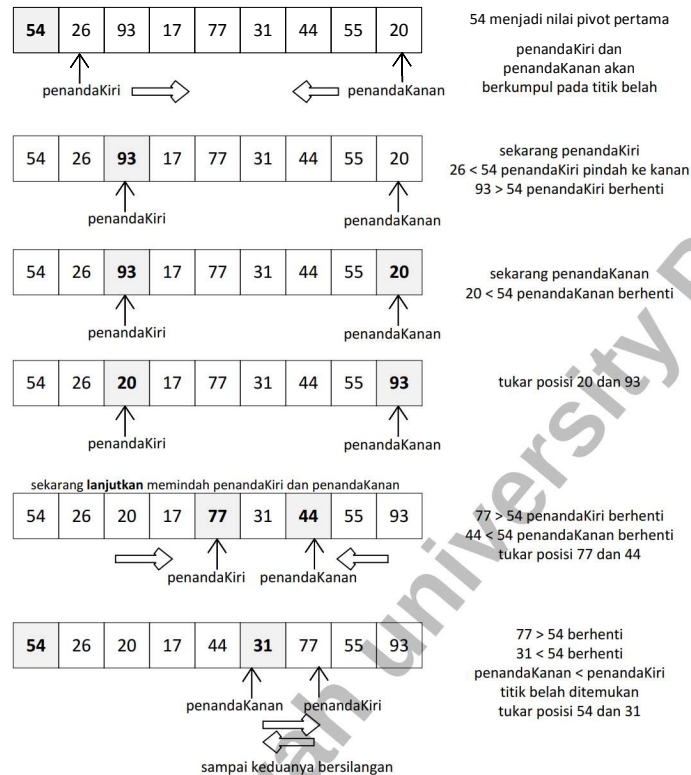 54 26 93 17 77 31 44 55 20
54 menjadi nilai pivot pertama
penandaKiri dan
penandaKanan akan
berkumpul pada titik belah
penandaKiri penandaKanan
54 26 93 17 77 31 44 55 20
sekarang penandaKiri
26 < 54 penandaKiri pindah ke kanan
93 > 54 penandaKiri berhenti
penandaKiri penandaKanan
54 26 93 17 77 31 44 55 20
sekarang penandaKanan
20 < 54 penandaKanan berhenti
penandaKiri penandaKanan
54 26 20 17 77 31 44 55 93
tukar posisi 20 dan 93
penandaKiri penandaKanan
sekarang lanjutkan memindah penandaKiri dan penandaKanan
54 26 20 17 77 31 44 55 93
77 > 54 penandaKiri berhenti
44 < 54 penandaKanan berhenti
tukar posisi 77 dan 44
penandaKiri penandaKanan
54 26 20 17 44 31 77 55 93
77 > 54 berhenti
31 < 54 berhenti
penandaKanan < penandaKiri
titik belah ditemukan
tukar posisi 54 dan 31
penandaKanan penandaKiri
sampai keduanya bersilangan
university